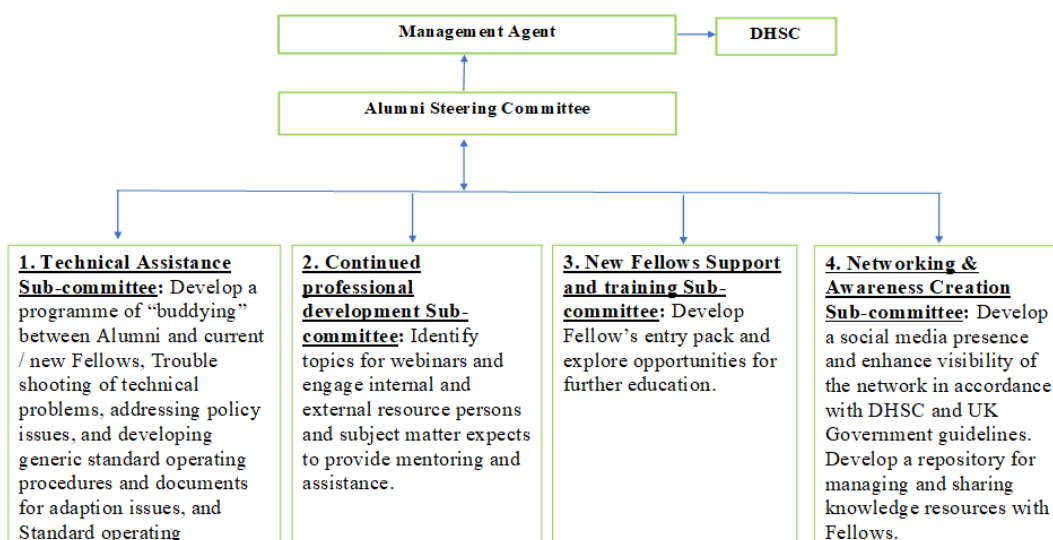 Management Agent
DHSC
Alumni Steering Committee
1. Technical Assistance
Sub-committee: Develop a
programme of “buddying”
between Alumni and current
/ new Fellows, Trouble
shooting of technical
problems, addressing policy
issues, and developing
generic standard operating
procedures and documents
for adaption issues, and
Standard operating
2. Continued
professional
development Sub-
committee: Identify
topics for webinars and
engage internal and
external resource persons
and subject matter expects
to provide mentoring and
assistance.
3. New Fellows Support
and training Sub-
committee: Develop
Fellow’s entry pack and
explore opportunities for
further education.
4. Networking &
Awareness Creation
Sub-committee: Develop
a social media presence
and enhance visibility of
the network in accordance
with DHSC and UK
Government guidelines.
Develop a repository for
managing and sharing
knowledge resources with
Fellows.